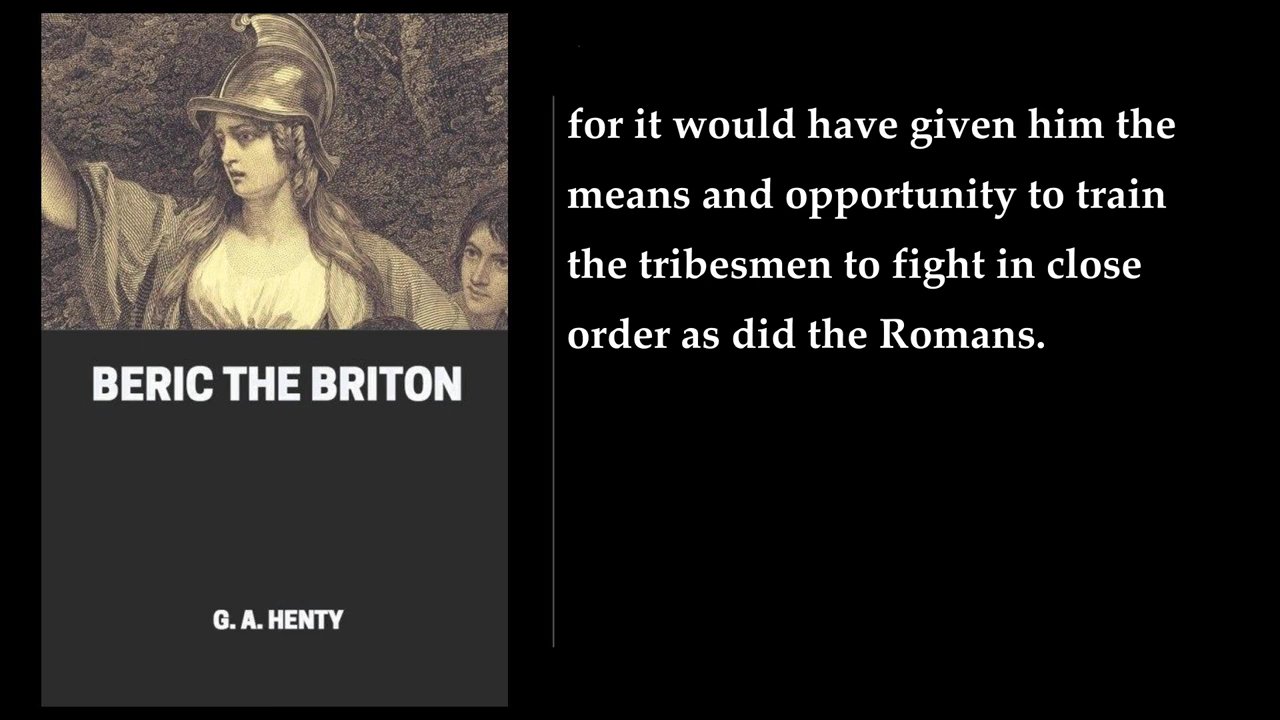 BERIC THE BRITON
G. A. HENTY
for it would have given him the
means and opportunity to train
the tribesmen to fight in close
order as did the Romans.